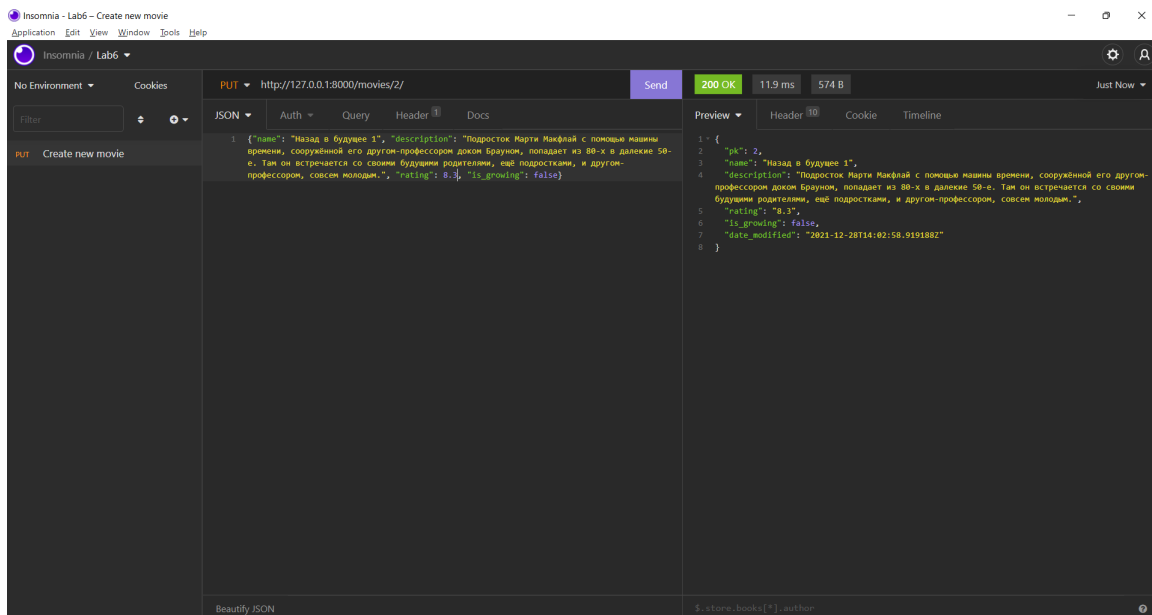 Insomnia - Lab6 – Create new movie
Application Edit View Window Tools Help
Insomnia / Lab6
No Environment Cookies
PUT http://127.0.0.1:8000/movies/2/ Send
200 OK 11.9 ms 574 B Just Now
Filter
JSON Auth Query Header 1 Docs
Preview Header 10 Cookie Timeline
PUT Create new movie
1 {"name": "Назад в будущее 1", "description": "Подросток Марти Макфлай с помощью машины
времени, сооружённой его другом-профессором доком Брауном, попадает из 80-х в далекие 50-
е. Там он встречается со своими будущими родителями, ещё подростками, и другом-
профессором, совсем молодым.", "rating": 8.3, "is_growing": false}
1 {
2 "pk": 2,
3 "name": "Назад в будущее 1",
4 "description": "Подросток Марти Макфлай с помощью машины времени, сооружённой его другом-
профессором доком Брауном, попадает из 80-х в далекие 50-е. Там он встречается со своими
будущими родителями, ещё подростками, и другом-профессором, совсем молодым.",
5 "rating": "8.3",
6 "is_growing": false,
7 "date_modified": "2021-12-28T14:02:58.919188Z"
8 }
Beautify JSON
$.store.books[*].author